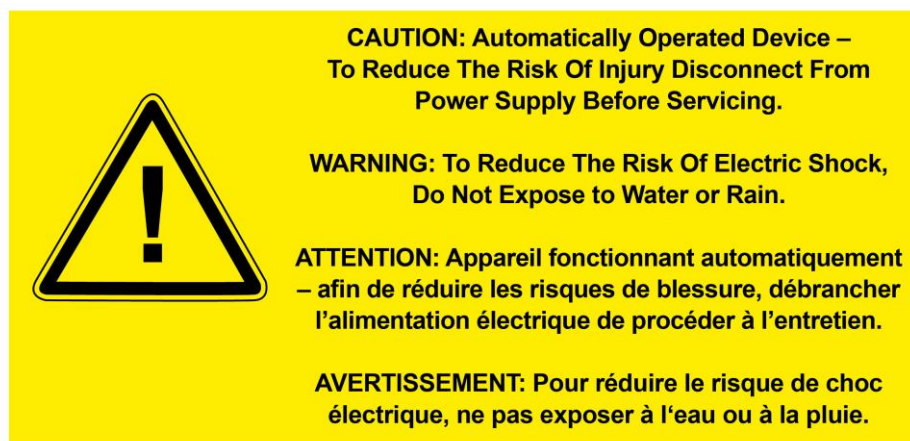 CAUTION: Automatically Operated Device –
To Reduce The Risk Of Injury Disconnect From
Power Supply Before Servicing.
WARNING: To Reduce The Risk Of Electric Shock,
Do Not Expose to Water or Rain.
ATTENTION: Appareil fonctionnant automatiquement
– afin de réduire les risques de blessure, débrancher
l’alimentation électrique de procéder à l’entretien.
AVERTISSEMENT: Pour réduire le risque de choc
électrique, ne pas exposer à l‘eau ou à la pluie.